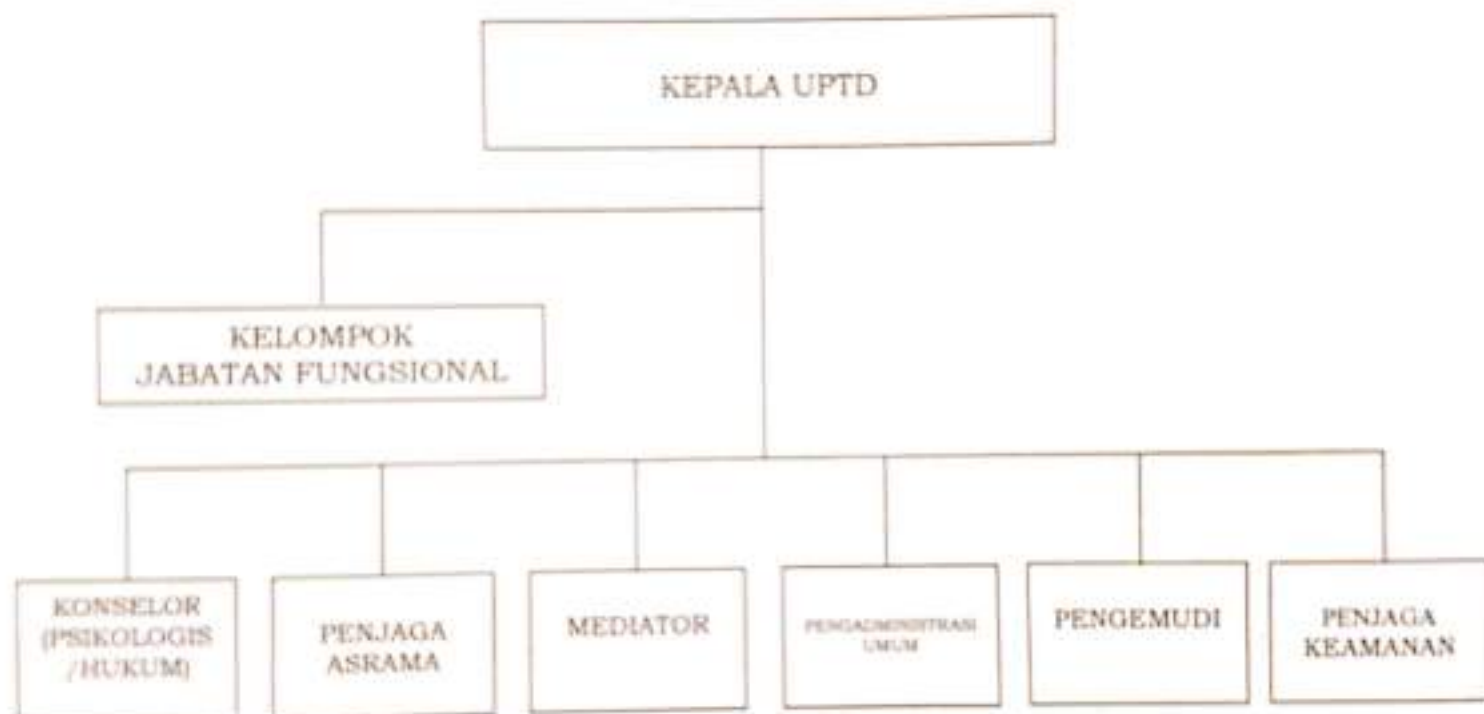 KEPALA UPTD
KELOMPOK
JABATAN FUNGSIONAL
KONSELOR
(PSIKOLOGIS
/HUKUM)
PENJAGA
ASRAMA
MEDIATOR
PENGADMINISTRASI
UMUM
PENGEMUDI
PENJAGA
KEAMANAN